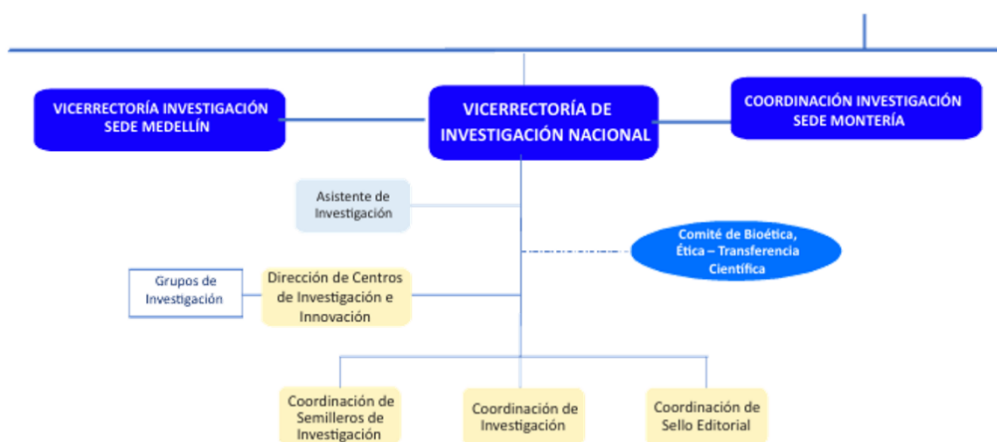 VICERRECTORÍA INVESTIGACIÓN
SEDE MEDELLÍN
VICERRECTORÍA DE
INVESTIGACIÓN NACIONAL
COORDINACIÓN INVESTIGACIÓN
SEDE MONTERÍA
Asistente de
Investigación
Comité de Bioética,
Ética – Transferencia
Científica
Grupos de
Investigación
Dirección de Centros
de Investigación e
Innovación
Coordinación de
Semilleros de
Investigación
Coordinación de
Investigación
Coordinación de
Sello Editorial